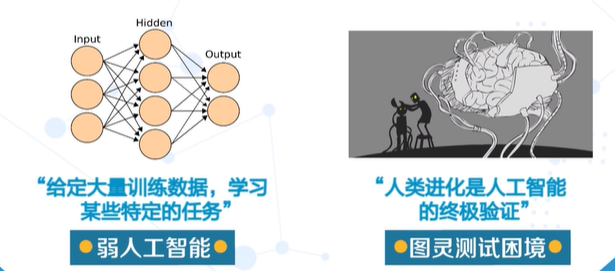 Input
Hidden
Output
“给定大量训练数据，学习
某些特定的任务”
弱人工智能
“人类进化是人工智能
的终极验证”
图灵测试困境